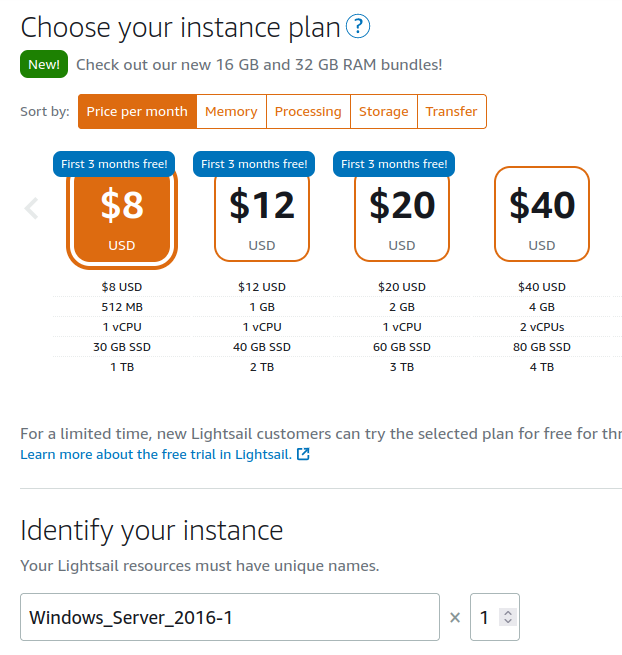 Choose your instance plan ?
New! Check out our new 16 GB and 32 GB RAM bundles!
Sort by: Price per month Memory Processing Storage Transfer
First 3 months free! First 3 months free! First 3 months free!
$8 $12 $20 $40
USD USD USD USD
$8 USD $12 USD $20 USD $40 USD
512 MB 1 GB 2 GB 4 GB
1 vCPU 1 vCPU 1 vCPU 2 vCPUs
30 GB SSD 40 GB SSD 60 GB SSD 80 GB SSD
1 TB 2 TB 3 TB 4 TB
For a limited time, new Lightsail customers can try the selected plan for free for thr
Learn more about the free trial in Lightsail.
Identify your instance
Your Lightsail resources must have unique names.
Windows_Server_2016-1 × 1